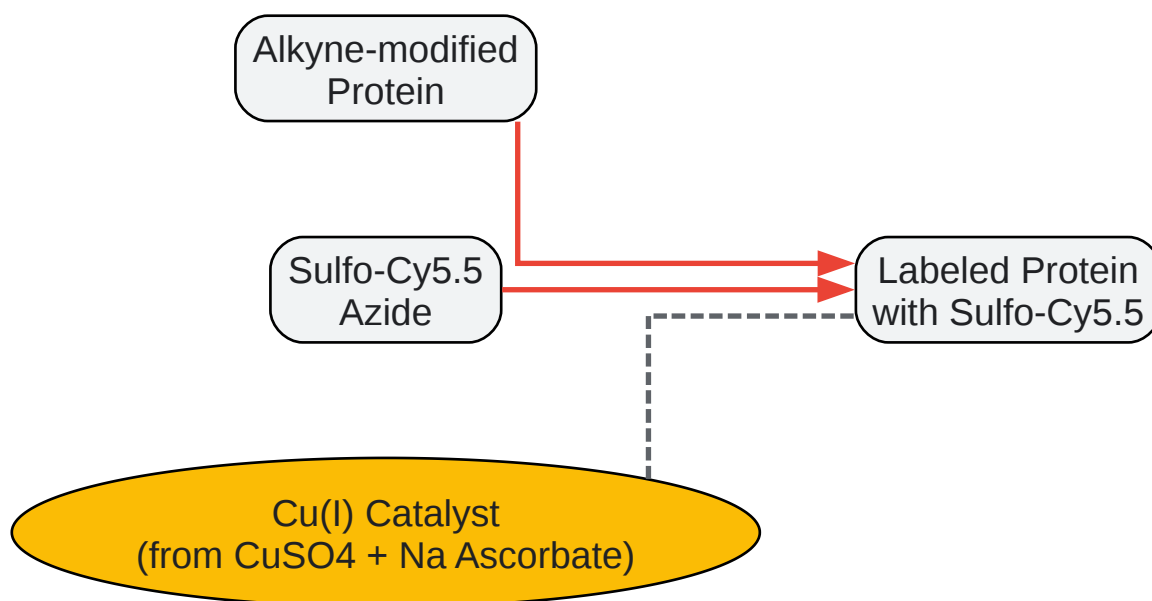 Alkyne-modified
Protein
Sulfo-Cy5.5
Azide
Labeled Protein
with Sulfo-Cy5.5
Cu(I) Catalyst
(from CuSO4 + Na Ascorbate)